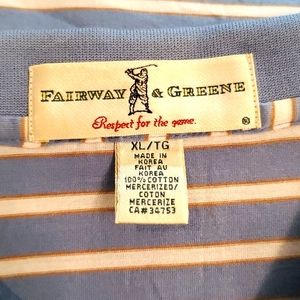 FAIRWAY & GREENE
Respect for the game.
®
XL/TG
MADE IN
KOREA
FAIT AU
KOREA
100% COTTON
MERCERIZED/
COTON
MERCERIZE
CA# 34753